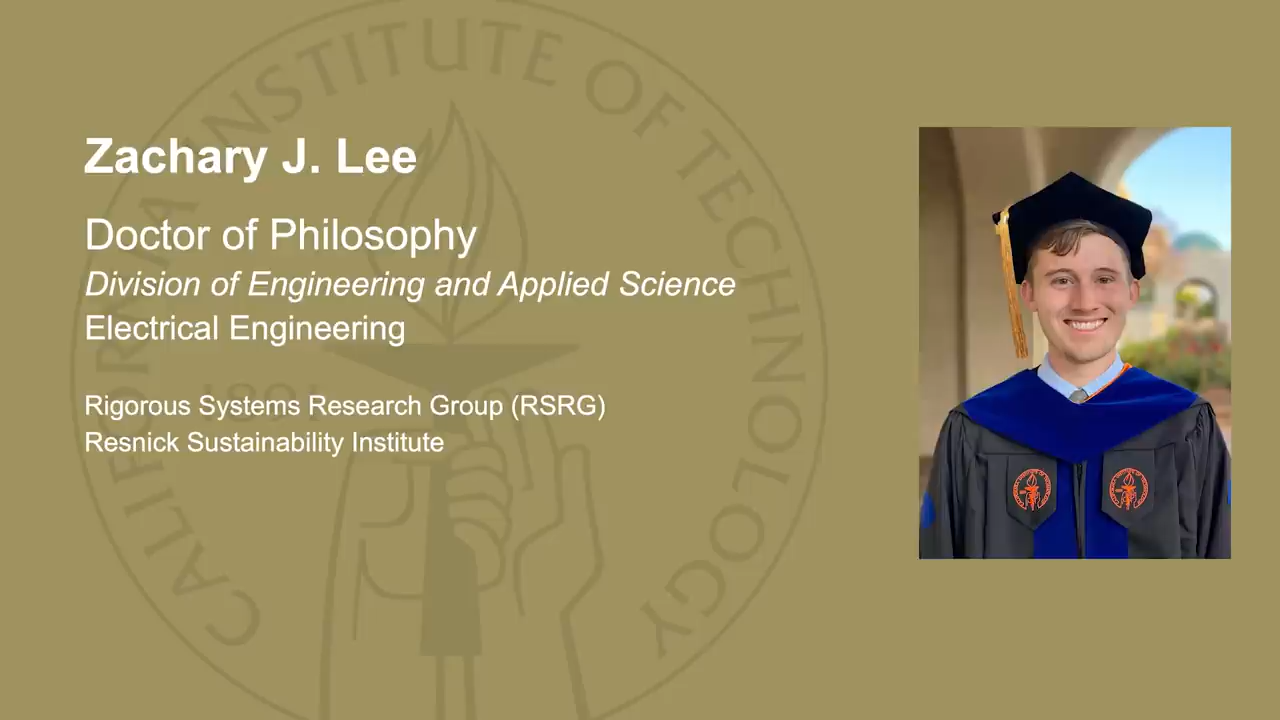 Zachary J. Lee
Doctor of Philosophy
Division of Engineering and Applied Science
Electrical Engineering
Rigorous Systems Research Group (RSRG)
Resnick Sustainability Institute
CALIFORNIA INSTITUTE OF TECHNOLOGY
1891